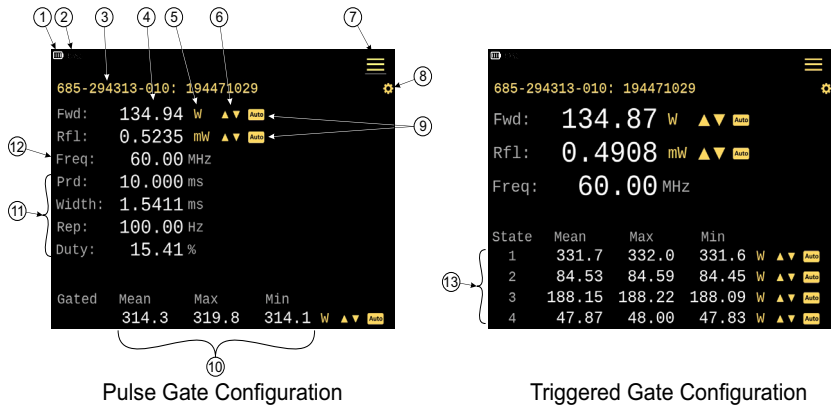 1 2 3 4 5 6 7
685-294313-010: 194471029 8
Fwd: 134.94 W ▲▼ Auto
9
Rfl: 0.5235 mW ▲▼ Auto
12 Freq: 60.00 MHz
Prd: 10.000 ms
11 Width: 1.5411 ms
Rep: 100.00 Hz
Duty: 15.41 %
Gated Mean Max Min
314.3 319.8 314.1 W ▲▼ Auto
10
Pulse Gate Configuration
685-294313-010: 194471029
Fwd: 134.87 W ▲▼ Auto
Rfl: 0.4908 mW ▲▼ Auto
Freq: 60.00 MHz
State Mean Max Min
1 331.7 332.0 331.6 W ▲▼ Auto
13 2 84.53 84.59 84.45 W ▲▼ Auto
3 188.15 188.22 188.09 W ▲▼ Auto
4 47.87 48.00 47.83 W ▲▼ Auto
Triggered Gate Configuration